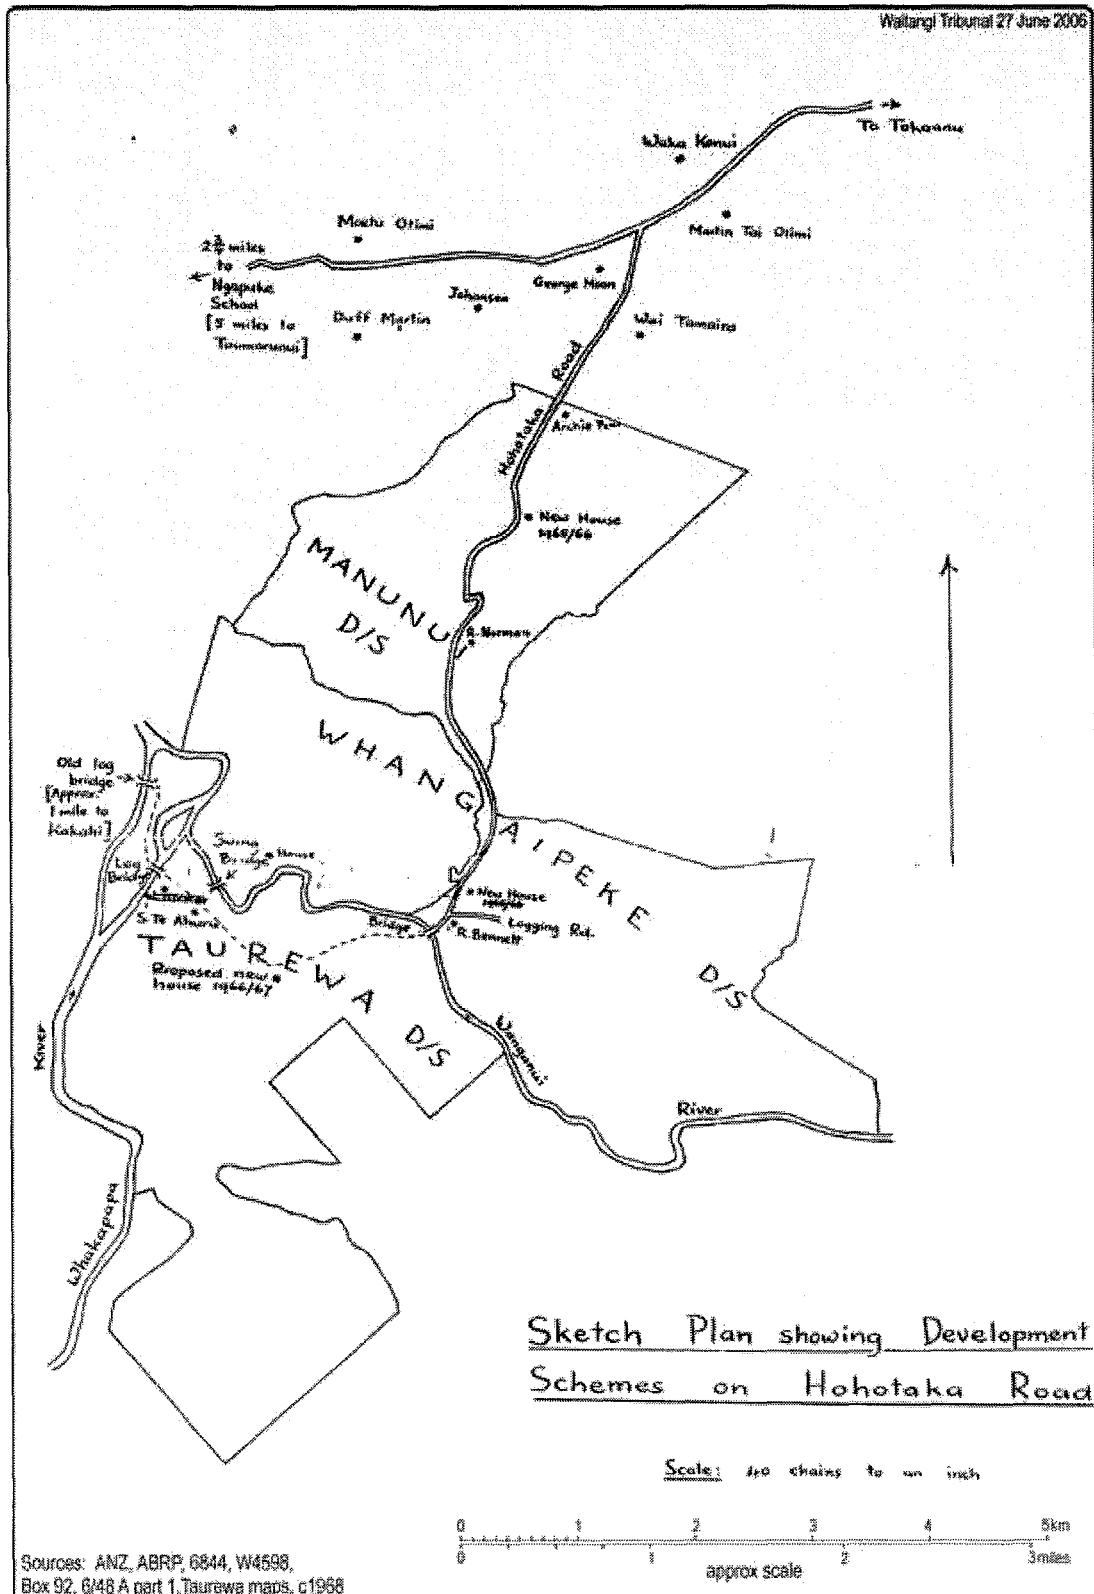 Waitangi Tribunal 27 June 2006
To Tokaanu
Waka Konui
Martin Tai Otimi
Moetu Otimi
2¾ miles
to
Ngapuke
School
[5 miles to
Taumarunui]
George Moon
Johansen
Duff Martin
Wai Tamaira
Hohotaka Road
Archie
New House
1965/66
MANUNU
D/S
R. Norman
WHANGAIPEKE
D/S
Old log
bridge
[Approx.
1 mile to
Kakahi]
Swing
Bridge
House
Log
Bridge
New House
Bridge
Logging Rd.
R. Bennett
TAUREWA D/S
Proposed new
house 1966/67
Wanganui
River
River
Whakapapa
Sketch Plan showing Development
Schemes on Hohotaka Road
Scale: 40 chains to an inch
0 1 2 3 4 5km
0 1 2 3miles
approx scale
Sources: ANZ, ABRP, 6844, W4598,
Box 92, 6/48 A part 1, Taurewa maps, c1968